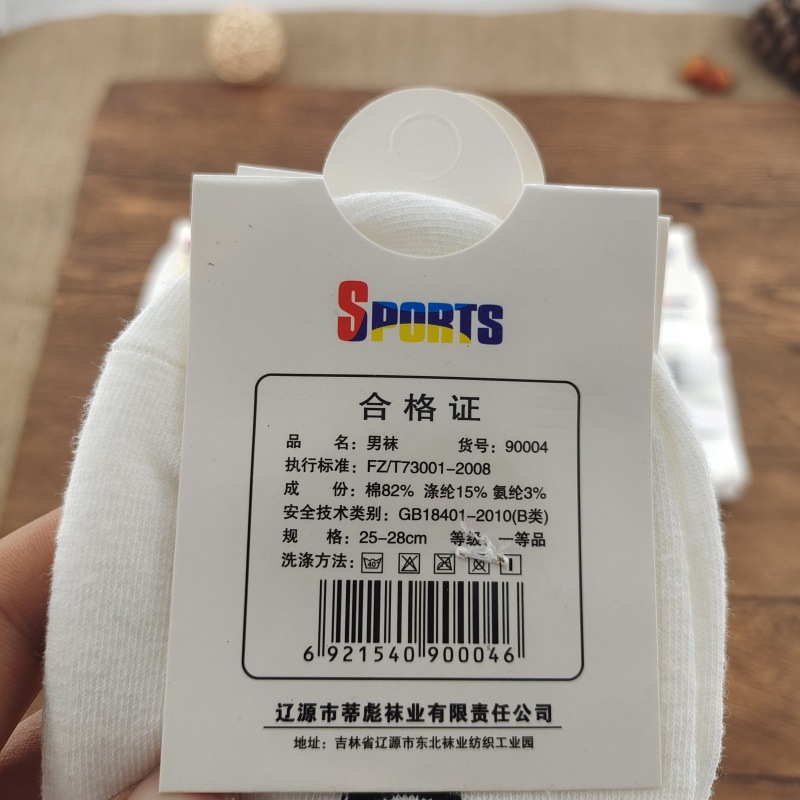 SPORTS
合格证
品 名：男袜 货号：90004
执行标准：FZ/T73001-2008
成 份：棉82% 涤纶15% 氨纶3%
安全技术类别：GB18401-2010(B类)
规 格：25-28cm 等级：一等品
洗涤方法：
6 921540 900046
辽源市蒂彪袜业有限责任公司
地址：吉林省辽源市东北袜业纺织工业园